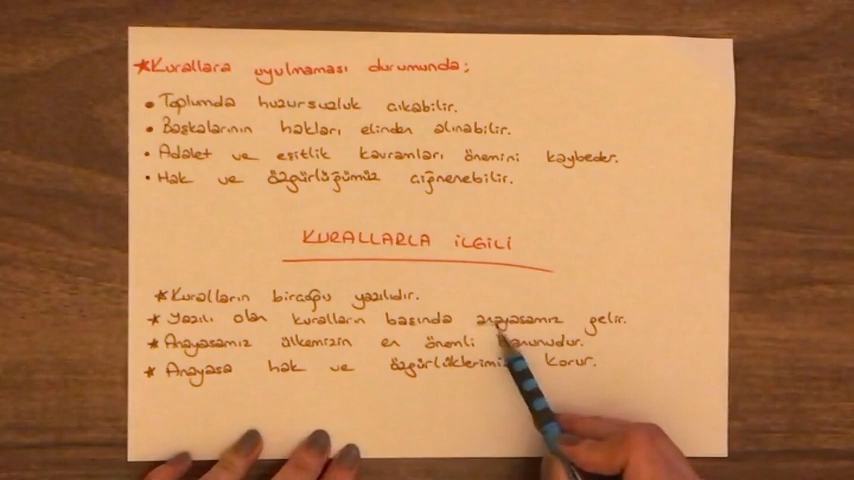 *Kurallara uyulmaması durumunda;
• Toplumda huzursuzluk çıkabilir.
• Başkalarının hakları elinden alınabilir.
• Adalet ve eşitlik kavramları önemini kaybeder.
• Hak ve özgürlüğümüz çiğnenebilir.
KURALLARLA İLGİLİ
* Kuralların birçoğu yazılıdır.
* Yazılı olan kuralların başında anayasamız gelir.
* Anayasamız ülkemizin en önemli kanunudur.
* Anayasa hak ve özgürlüklerimizi korur.